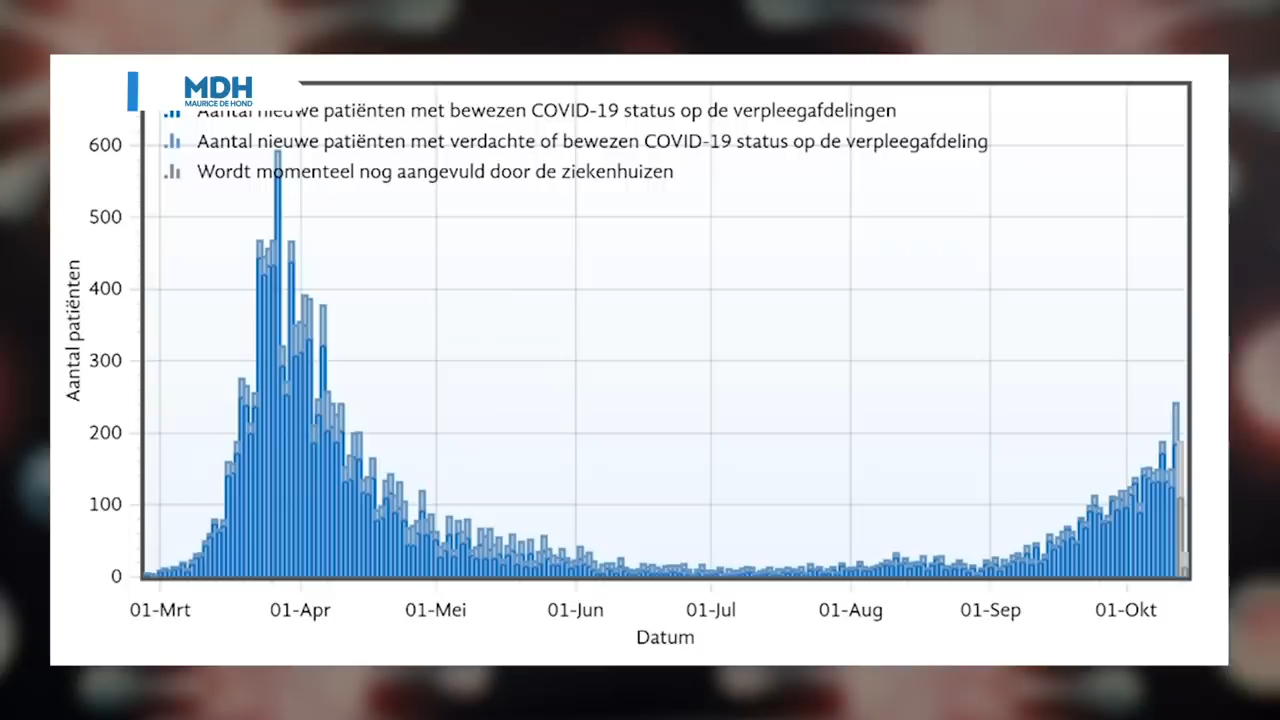 MDH
MAURICE DE HOND
Aantal nieuwe patiënten met bewezen COVID-19 status op de verpleegafdelingen
Aantal nieuwe patiënten met verdachte of bewezen COVID-19 status op de verpleegafdeling
Wordt momenteel nog aangevuld door de ziekenhuizen
600
500
400
300
200
100
0
Aantal patiënten
01-Mrt 01-Apr 01-Mei 01-Jun 01-Jul 01-Aug 01-Sep 01-Okt
Datum